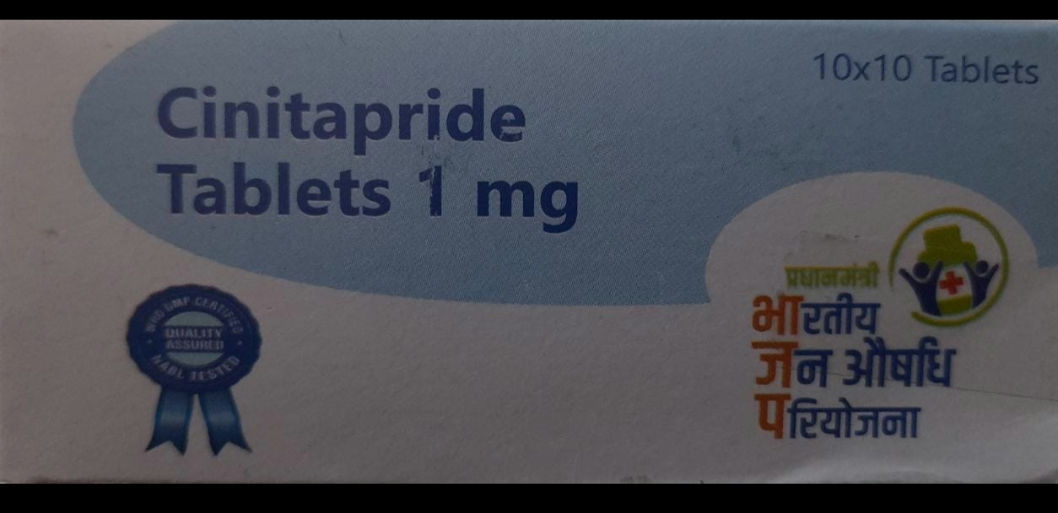 10x10 Tablets
Cinitapride
Tablets 1 mg
WHO GMP CERTIFIED
QUALITY
ASSURED
NABL TESTED
प्रधानमंत्री
भारतीय
जन औषधि
परियोजना